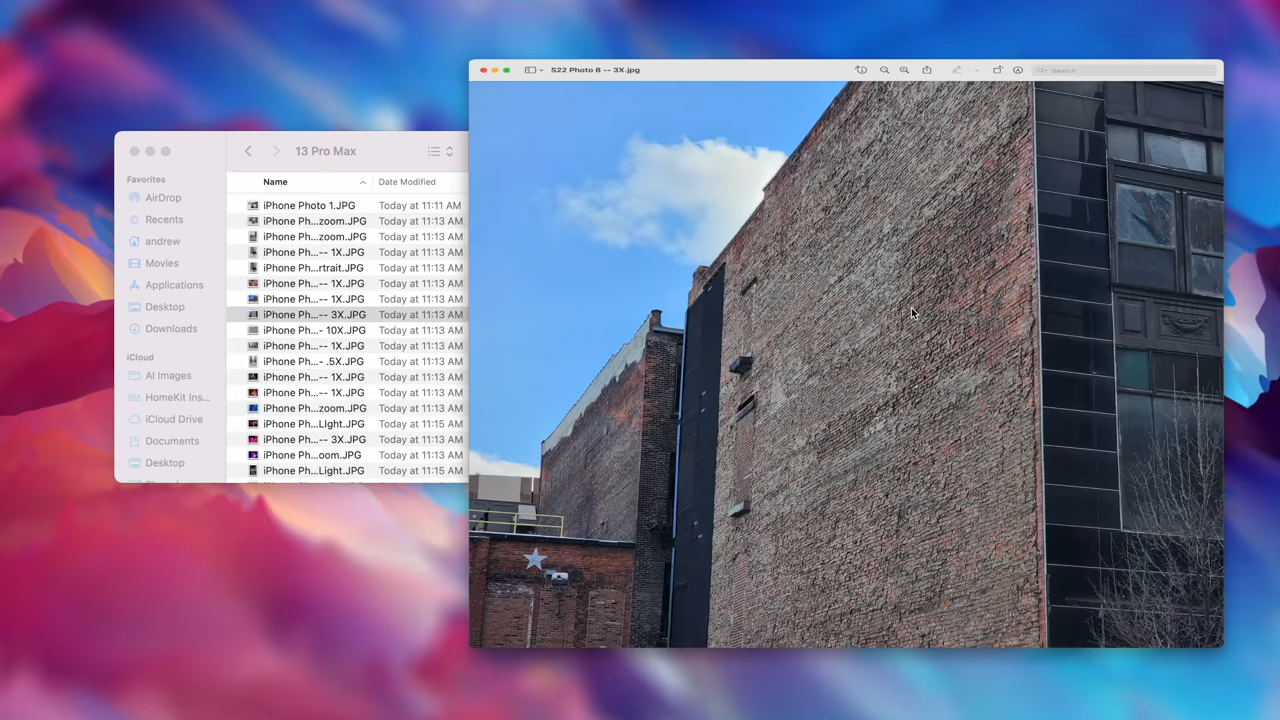 S22 Photo 8 -- 3X.jpg
Search
13 Pro Max
Favorites
AirDrop
Recents
andrew
Movies
Applications
Desktop
Downloads
iCloud
AI Images
HomeKit Ins...
iCloud Drive
Documents
Desktop
Name
Date Modified
iPhone Photo 1.JPG Today at 11:11 AM
iPhone Ph...zoom.JPG Today at 11:13 AM
iPhone Ph...zoom.JPG Today at 11:13 AM
iPhone Ph...-- 1X.JPG Today at 11:13 AM
iPhone Ph...rtrait.JPG Today at 11:13 AM
iPhone Ph...-- 1X.JPG Today at 11:13 AM
iPhone Ph...-- 1X.JPG Today at 11:13 AM
iPhone Ph...-- 3X.JPG Today at 11:13 AM
iPhone Ph...- 10X.JPG Today at 11:13 AM
iPhone Ph...-- 1X.JPG Today at 11:13 AM
iPhone Ph...- .5X.JPG Today at 11:13 AM
iPhone Ph...-- 1X.JPG Today at 11:13 AM
iPhone Ph...-- 1X.JPG Today at 11:13 AM
iPhone Ph...zoom.JPG Today at 11:13 AM
iPhone Ph...LIght.JPG Today at 11:15 AM
iPhone Ph...-- 3X.JPG Today at 11:13 AM
iPhone Ph...oom.JPG Today at 11:13 AM
iPhone Ph...Light.JPG Today at 11:15 AM